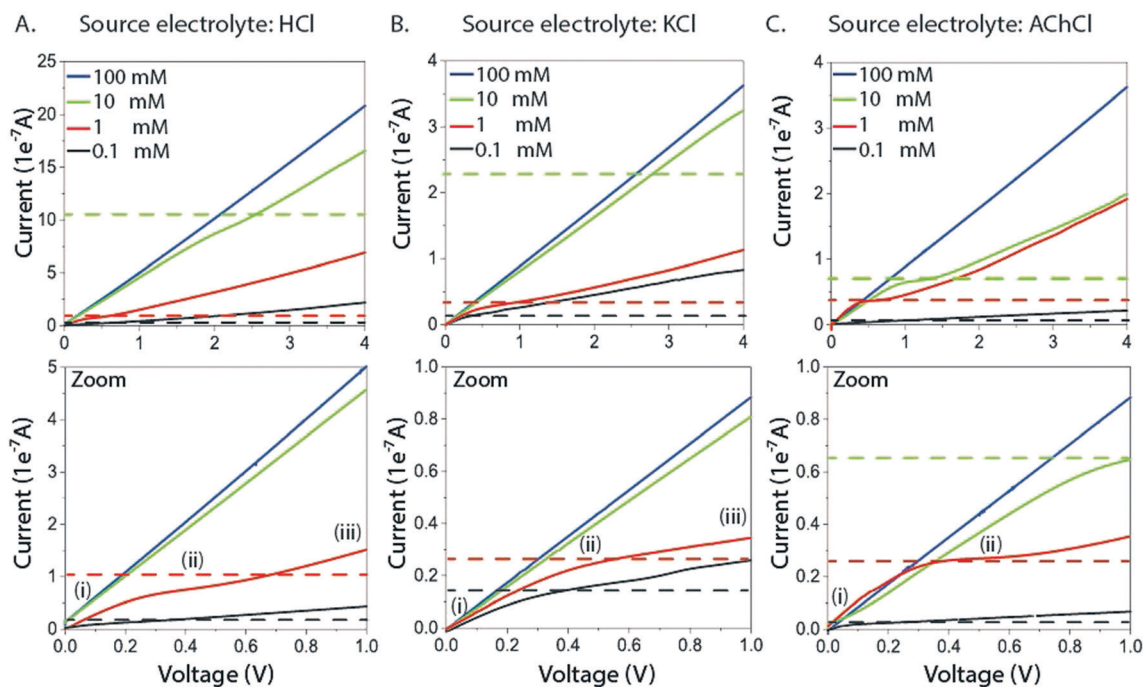 A. Source electrolyte: HCl
25
20
15
10
5
0
0 1 2 3 4
Current (1e⁻⁷A)
100 mM
10 mM
1 mM
0.1 mM
B. Source electrolyte: KCl
4
3
2
1
0
0 1 2 3 4
Current (1e⁻⁷A)
100 mM
10 mM
1 mM
0.1 mM
C. Source electrolyte: AChCl
4
3
2
1
0
0 1 2 3 4
Current (1e⁻⁷A)
100 mM
10 mM
1 mM
0.1 mM
Zoom
5
4
3
2
1
0
Current (1e⁻⁷A)
(i)
(ii)
(iii)
0.0 0.2 0.4 0.6 0.8 1.0
Voltage (V)
Zoom
1.0
0.8
0.6
0.4
0.2
0.0
Current (1e⁻⁷A)
(i)
(ii)
(iii)
0.0 0.2 0.4 0.6 0.8 1.0
Voltage (V)
Zoom
1.0
0.8
0.6
0.4
0.2
0.0
Current (1e⁻⁷A)
(i)
(ii)
0.0 0.2 0.4 0.6 0.8 1.0
Voltage (V)